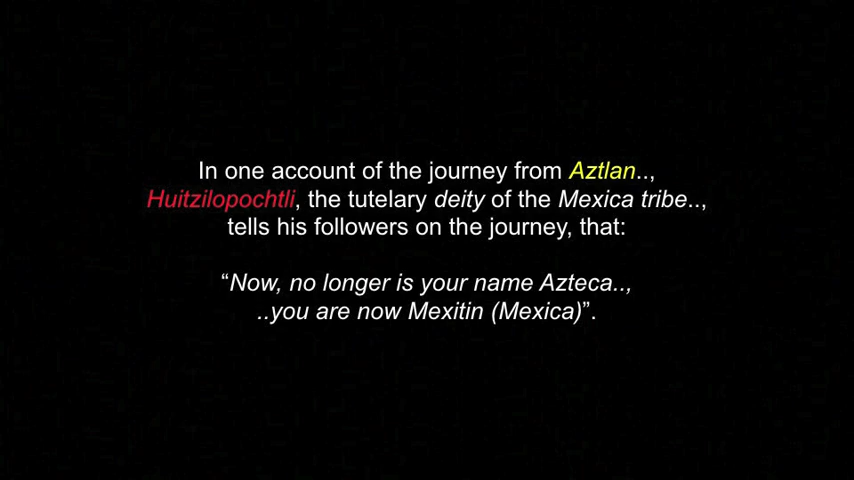 In one account of the journey from Aztlan..,
Huitzilopochtli, the tutelary deity of the Mexica tribe..,
tells his followers on the journey, that:
“Now, no longer is your name Azteca..,
..you are now Mexitin (Mexica)”.